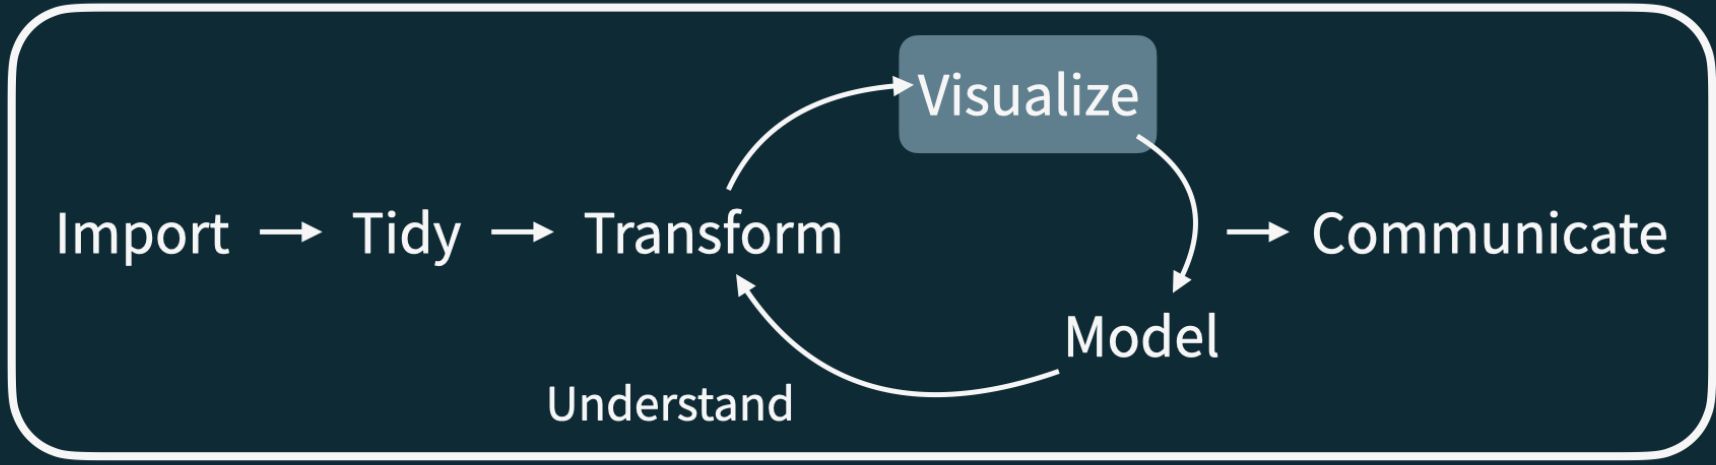 Visualize
Import → Tidy → Transform → Communicate
Model
Understand